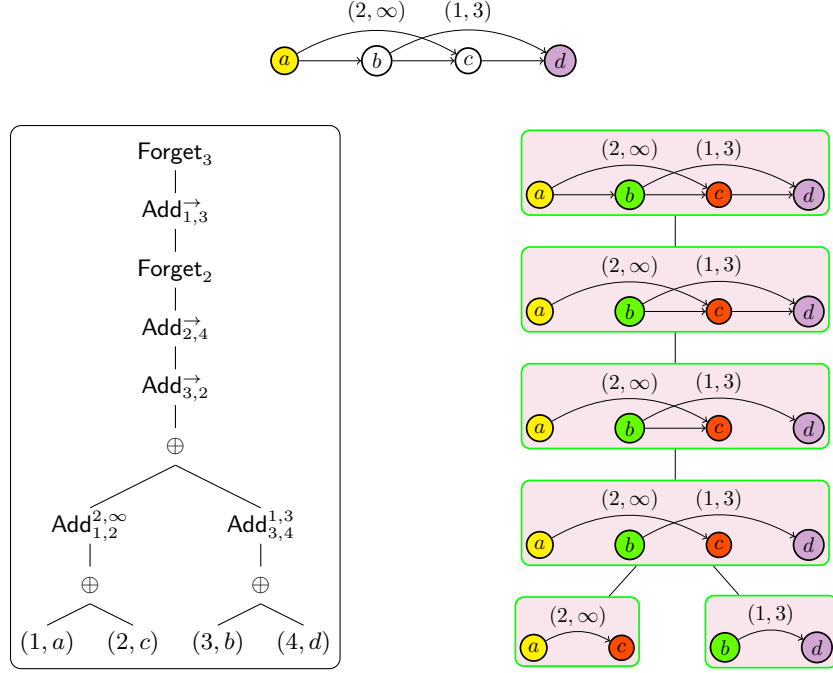 (2, ∞) (1, 3)
a b c d
Forget₃
Add→₁,₃
Forget₂
Add→₂,₄
Add→₃,₂
⊕
Add²,∞₁,₂ Add¹,³₃,₄
⊕ ⊕
(1, a) (2, c) (3, b) (4, d)
(2, ∞) (1, 3)
a b c d
(2, ∞) (1, 3)
a b c d
(2, ∞) (1, 3)
a b c d
(2, ∞) (1, 3)
a b c d
(2, ∞) (1, 3)
a c b d